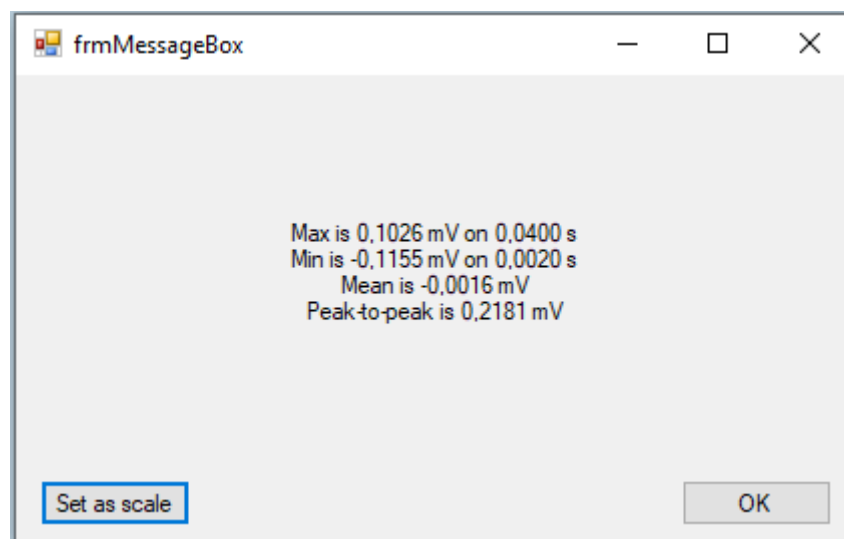 frmMessageBox
Max is 0,1026 mV on 0,0400 s
Min is -0,1155 mV on 0,0020 s
Mean is -0,0016 mV
Peak-to-peak is 0,2181 mV
Set as scale
OK